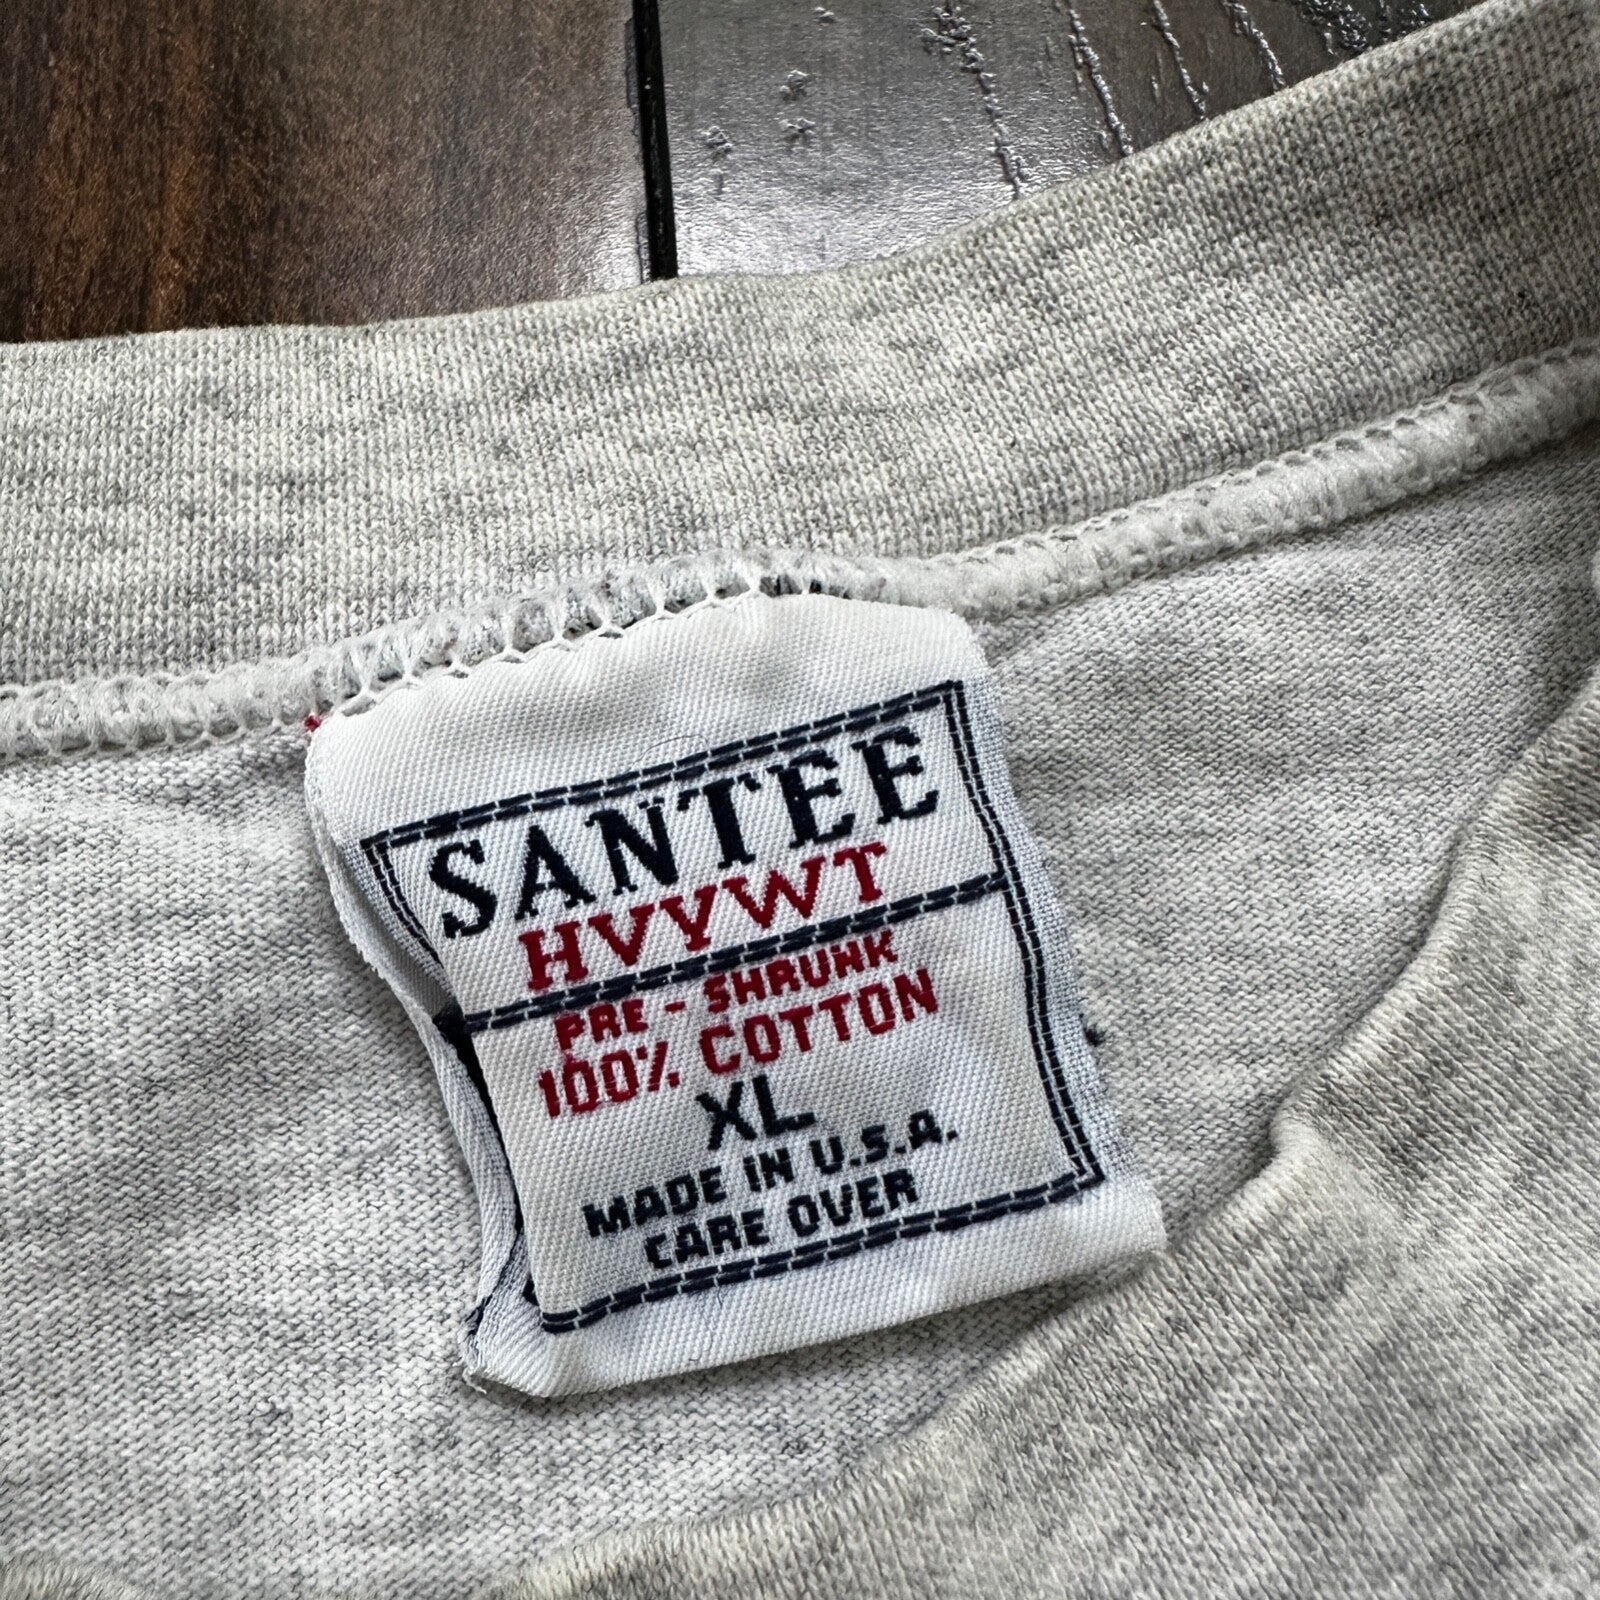 SANTEE
HVYWT
PRE - SHRUNK
100% COTTON
XL
MADE IN U.S.A.
CARE OVER